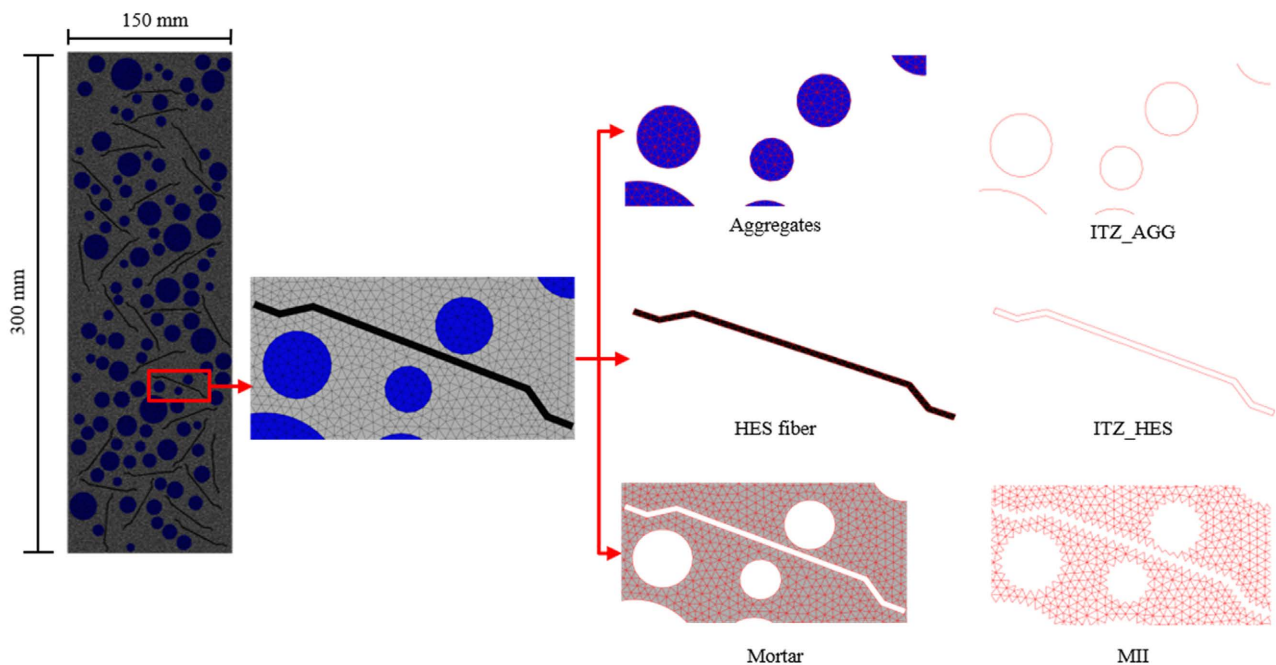 150 mm
300 mm
Aggregates
ITZ_AGG
HES fiber
ITZ_HES
Mortar
MII